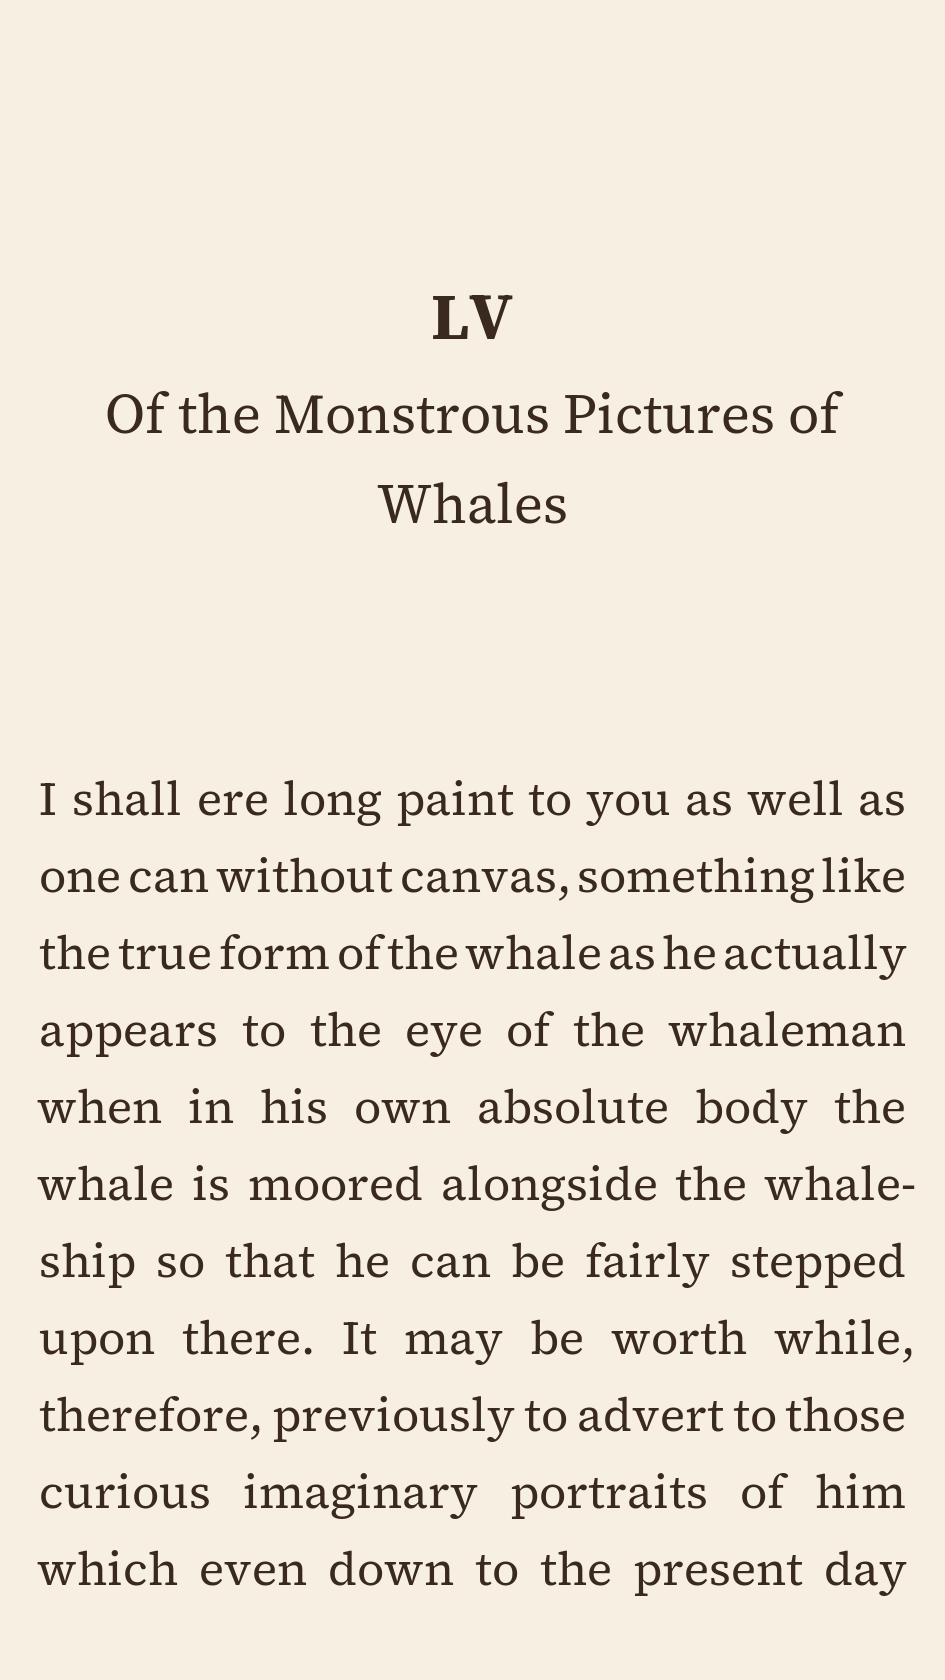 LV
Of the Monstrous Pictures of
Whales
I shall ere long paint to you as well as
one can without canvas, something like
the true form of the whale as he actually
appears to the eye of the whaleman
when in his own absolute body the
whale is moored alongside the whale-
ship so that he can be fairly stepped
upon there. It may be worth while,
therefore, previously to advert to those
curious imaginary portraits of him
which even down to the present day